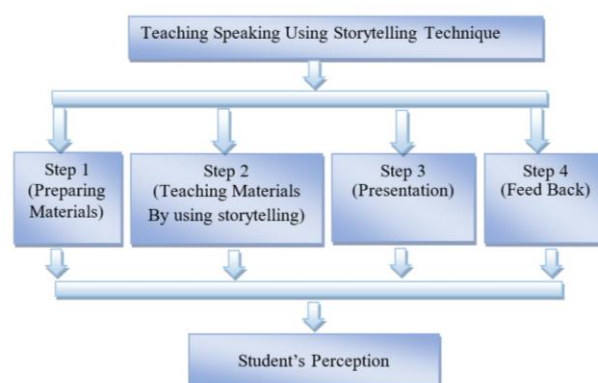 Teaching Speaking Using Storytelling Technique
Step 1
(Preparing
Materials)
Step 2
(Teaching Materials
By using storytelling)
Step 3
(Presentation)
Step 4
(Feed Back)
Student's Perception